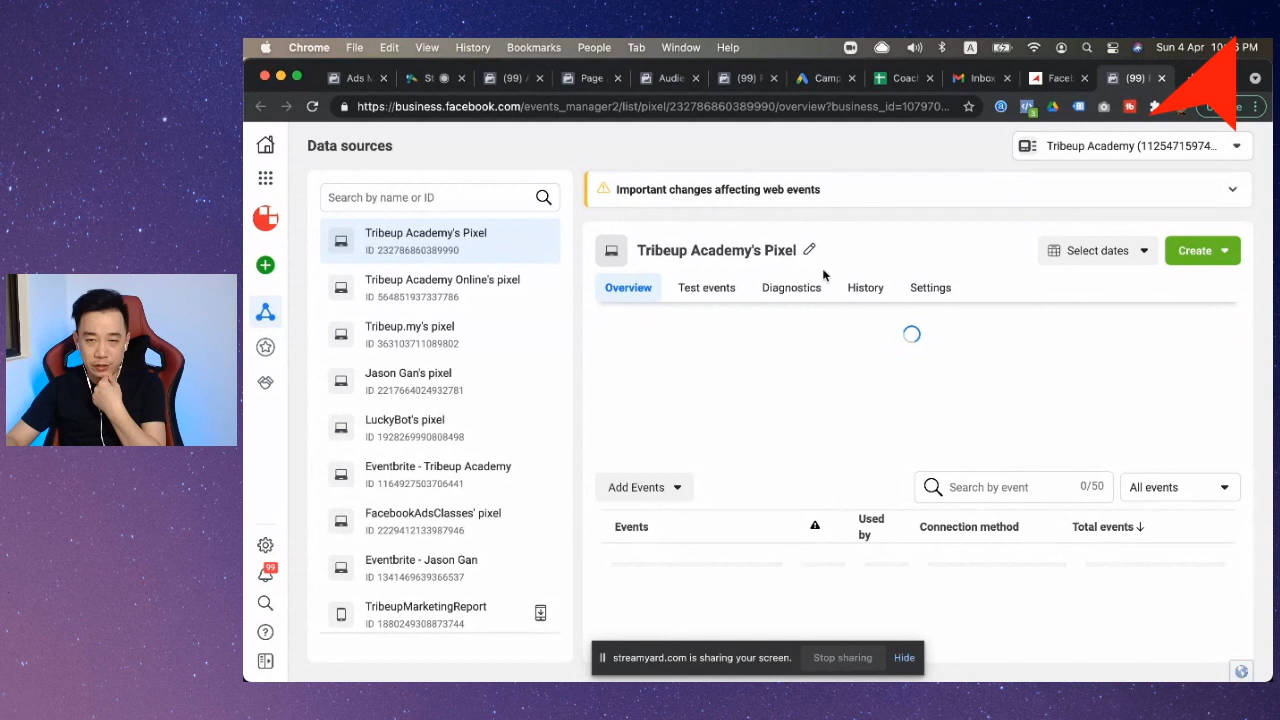 Chrome File Edit View History Bookmarks People Tab Window Help
A
Sun 4 Apr
PM
Ads M
St
(99) /
Page
Audie
(99) F
Camp
Coach
Inbox
Faceb
(99) F
https://business.facebook.com/events_manager2/list/pixel/232786860389990/overview?business_id=107970...
Data sources
Tribeup Academy (11254715974...
Search by name or ID
Important changes affecting web events
Tribeup Academy's Pixel
ID 232786860389990
Tribeup Academy Online's pixel
ID 564851937337786
Tribeup.my's pixel
ID 363103711089802
Jason Gan's pixel
ID 2217664024932781
LuckyBot's pixel
ID 1928269990808498
Eventbrite - Tribeup Academy
ID 1164927503706441
FacebookAdsClasses' pixel
ID 2229412133987946
Eventbrite - Jason Gan
ID 1341469639366537
TribeupMarketingReport
ID 1880249308873744
99
Tribeup Academy's Pixel
Select dates
Create
Overview
Test events
Diagnostics
History
Settings
Add Events
Search by event
0/50
All events
Events
Used by
Connection method
Total events
streamyard.com is sharing your screen.
Stop sharing
Hide